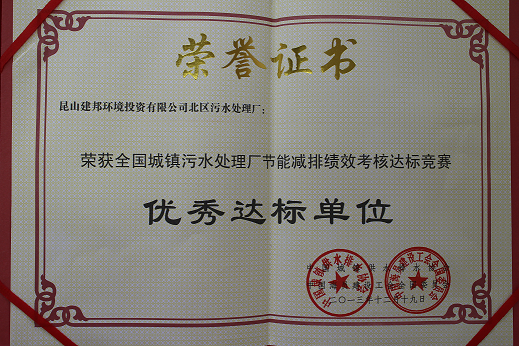 荣誉证书
昆山建邦环境投资有限公司北区污水处理厂：
荣获全国城镇污水处理厂节能减排绩效考核达标竞赛
优秀达标单位
二〇一三年十二月十九日